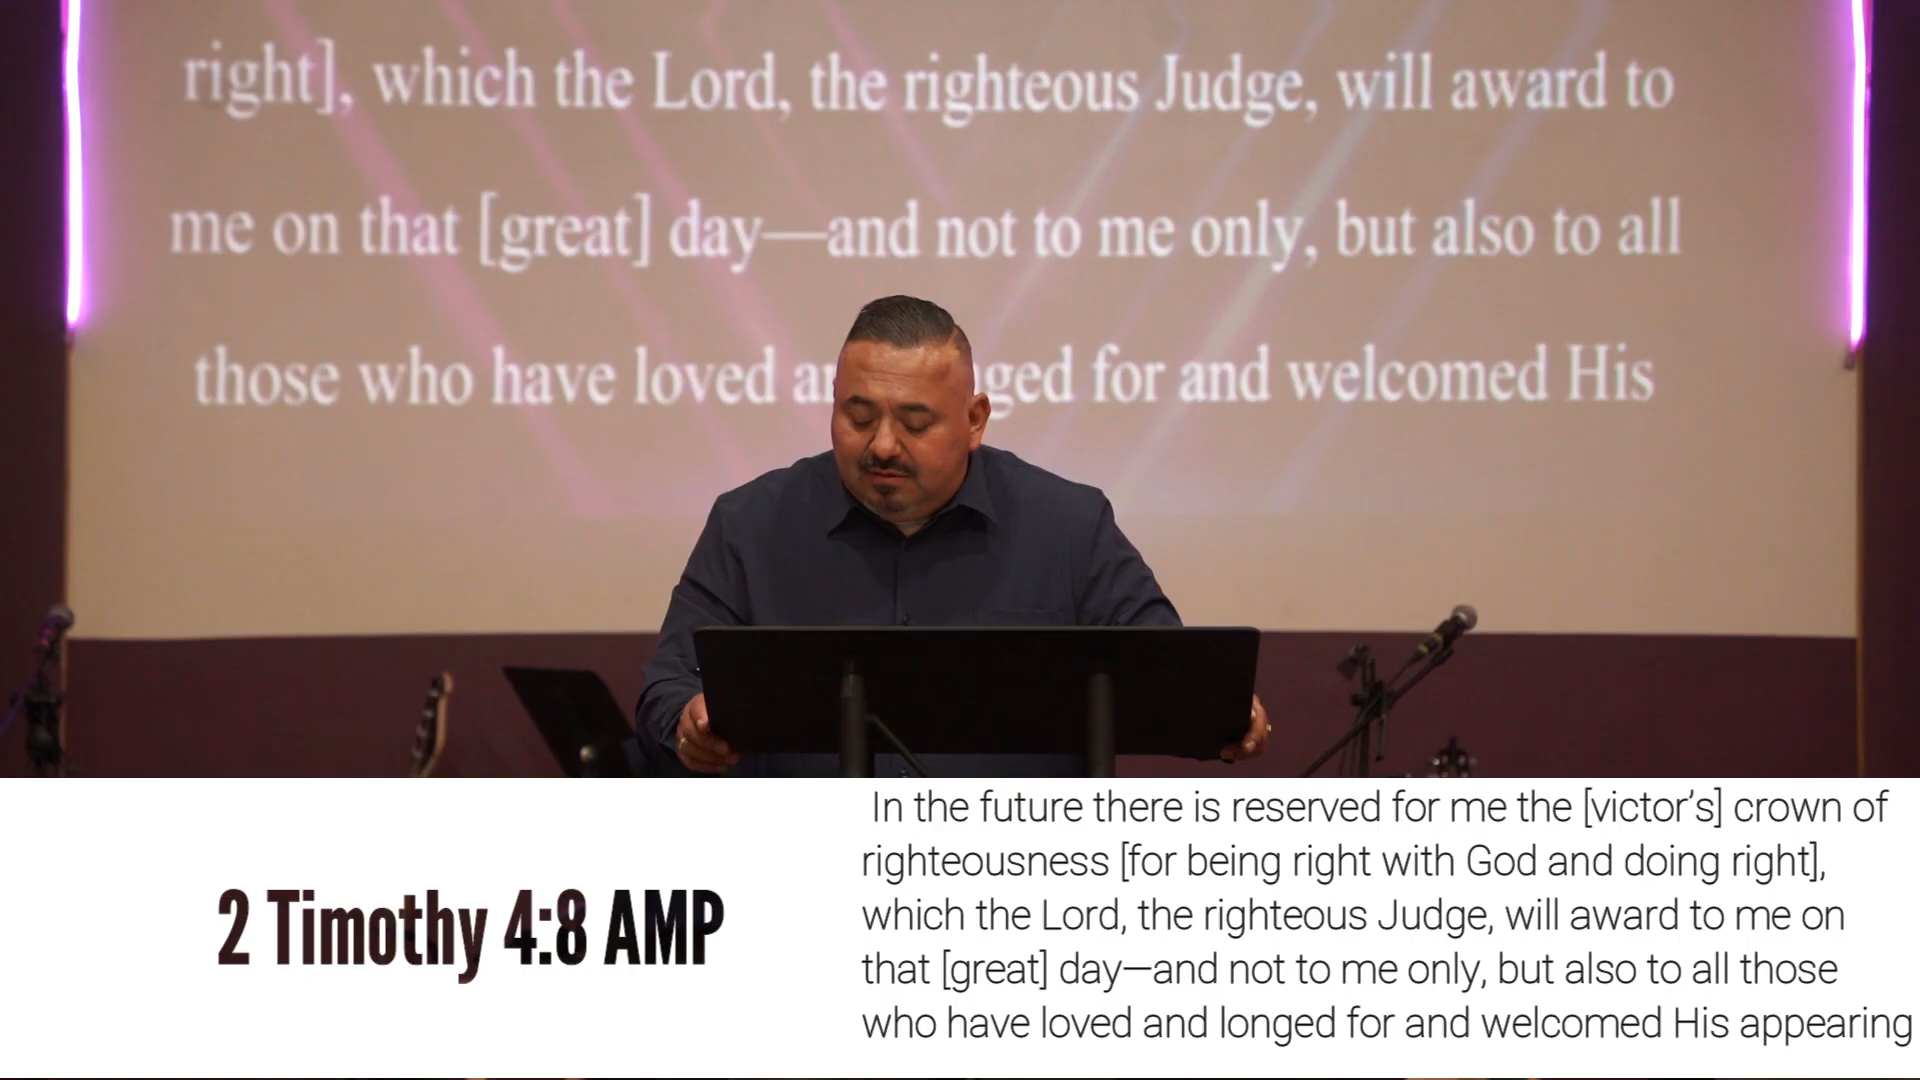 right], which the Lord, the righteous Judge, will award to
me on that [great] day—and not to me only, but also to all
those who have loved for and welcomed His
2 Timothy 4:8 AMP
In the future there is reserved for me the [victor’s] crown of
righteousness [for being right with God and doing right],
which the Lord, the righteous Judge, will award to me on
that [great] day—and not to me only, but also to all those
who have loved and longed for and welcomed His appearing